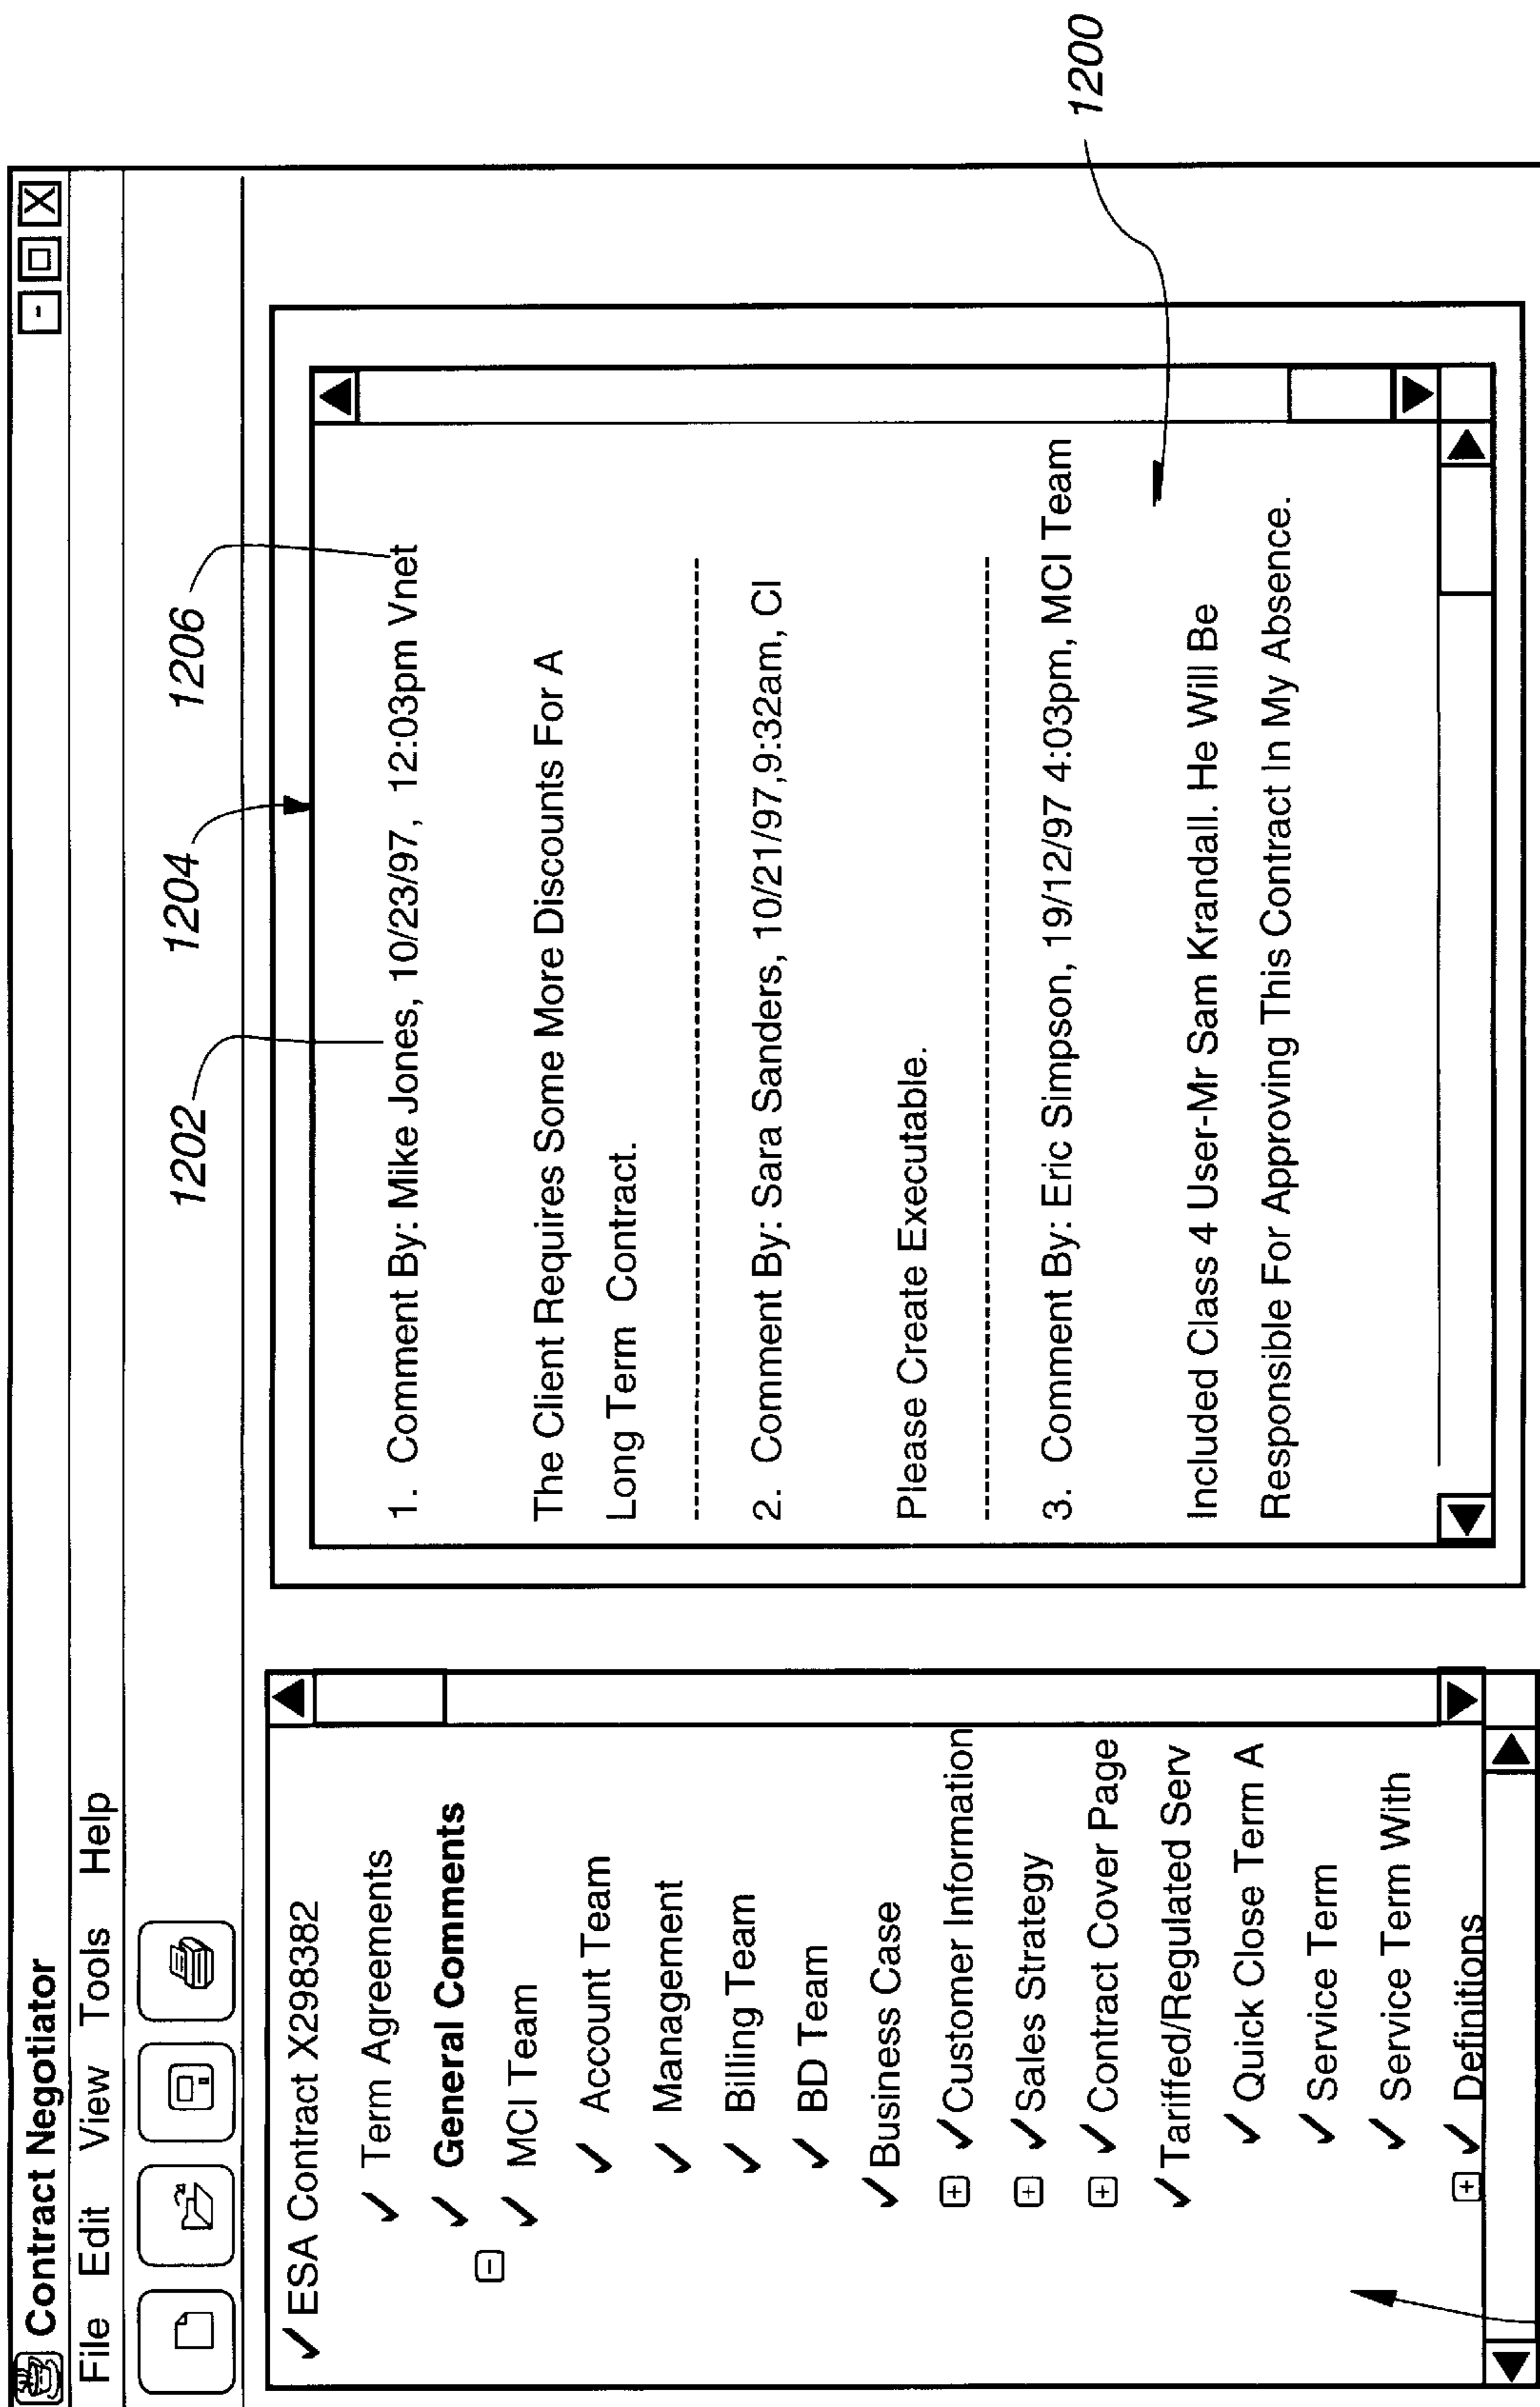 Contract Negotiator
File Edit View Tools Help
ESA Contract X298382
Term Agreements
General Comments
MCI Team
Account Team
Management
Billing Team
BD Team
Business Case
Customer Information
Sales Strategy
Contract Cover Page
Tariffed/Regulated Serv
Quick Close Term A
Service Term
Service Term With
Definitions
1202
1204
1206
1. Comment By: Mike Jones, 10/23/97, 12:03pm Vnet
The Client Requires Some More Discounts For A
Long Term Contract.
2. Comment By: Sara Sanders, 10/21/97,9:32am, CI
Please Create Executable.
3. Comment By: Eric Simpson, 19/12/97 4:03pm, MCI Team
Included Class 4 User-Mr Sam Krandall. He Will Be
Responsible For Approving This Contract In My Absence.
1200